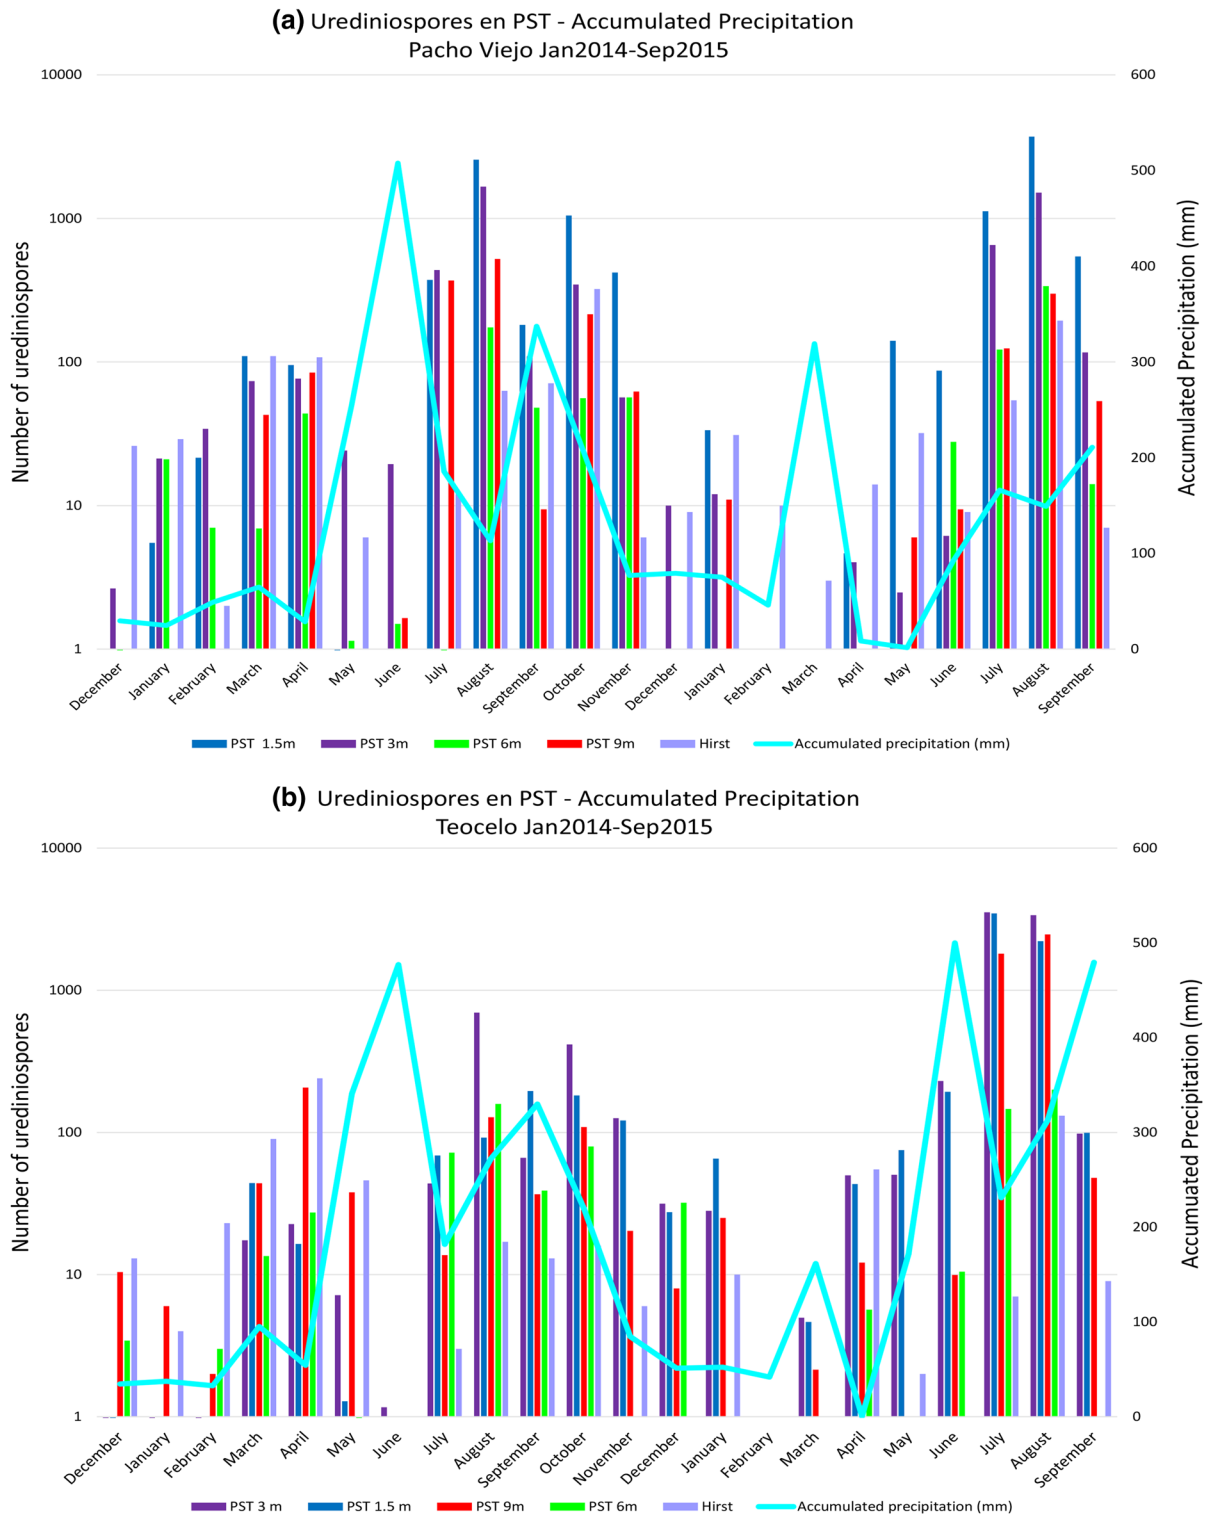 (a) Urediniospores en PST - Accumulated Precipitation
Pacho Viejo Jan2014-Sep2015
10000
1000
100
10
1
600
500
400
300
200
100
0
Number of urediniospores
Accumulated Precipitation (mm)
December
January
February
March
April
May
June
July
August
September
October
November
December
January
February
March
April
May
June
July
August
September
PST 1.5m PST 3m PST 6m PST 9m Hirst Accumulated precipitation (mm)
(b) Urediniospores en PST - Accumulated Precipitation
Teocelo Jan2014-Sep2015
10000
1000
100
10
1
600
500
400
300
200
100
0
Number of urediniospores
Accumuated Precipitation (mm)
December
January
February
March
April
May
June
July
August
September
October
November
December
January
February
March
April
May
June
July
August
September
PST 3 m PST 1.5 m PST 9m PST 6m Hirst Accumulated precipitation (mm)